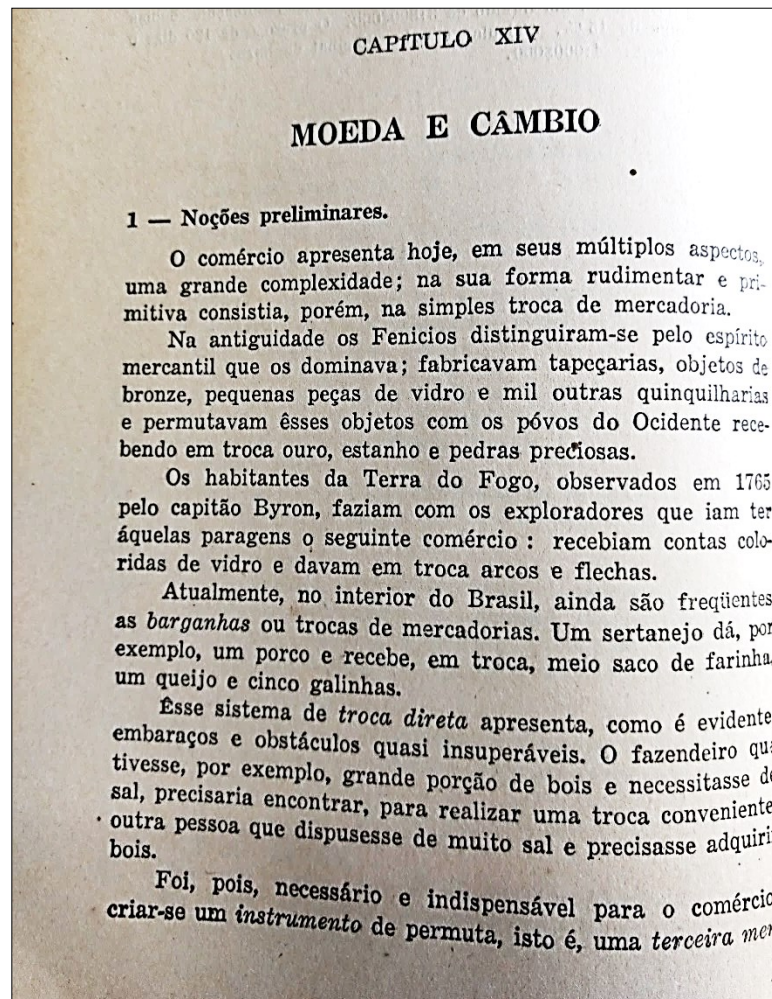 CAPÍTULO XIV
MOEDA E CÂMBIO
1 — Noções preliminares.
O comércio apresenta hoje, em seus múltiplos aspectos,
uma grande complexidade; na sua forma rudimentar e pri-
mitiva consistia, porém, na simples troca de mercadoria.
Na antiguidade os Fenicios distinguiram-se pelo espírito
mercantil que os dominava; fabricavam tapeçarias, objetos de
bronze, pequenas peças de vidro e mil outras quinquilharias
e permutavam êsses objetos com os póvos do Ocidente rece-
bendo em troca ouro, estanho e pedras preciosas.
Os habitantes da Terra do Fogo, observados em 1765
pelo capitão Byron, faziam com os exploradores que iam ter
áquelas paragens o seguinte comércio : recebiam contas colo-
ridas de vidro e davam em troca arcos e flechas.
Atualmente, no interior do Brasil, ainda são freqüentes
as barganhas ou trocas de mercadorias. Um sertanejo dá, por
exemplo, um porco e recebe, em troca, meio saco de farinha,
um queijo e cinco galinhas.
Êsse sistema de troca direta apresenta, como é evidente
embaraços e obstáculos quasi insuperáveis. O fazendeiro que
tivesse, por exemplo, grande porção de bois e necessitasse de
sal, precisaria encontrar, para realizar uma troca conveniente
outra pessoa que dispusesse de muito sal e precisasse adquirir
bois.
Foi, pois, necessário e indispensável para o comércio
criar-se um instrumento de permuta, isto é, uma terceira mer